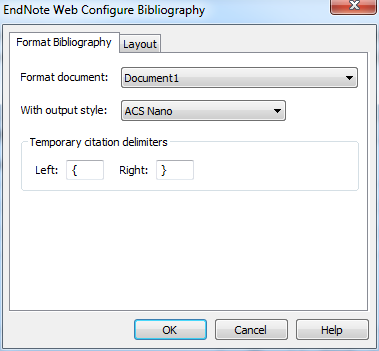 EndNote Web Configure Bibliography
Format Bibliography Layout
Format document: Document1
With output style: ACS Nano
Temporary citation delimiters
Left: { Right: }
OK Cancel Help